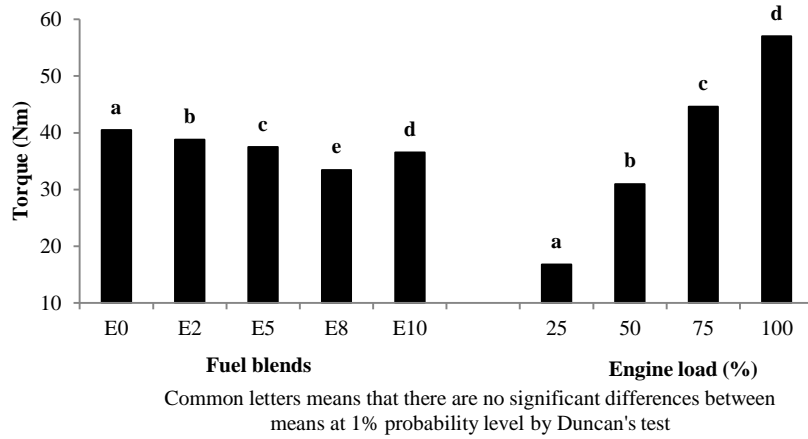 Torque (Nm)
60
50
40
30
20
10
a b c e d
a b c d
E0 E2 E5 E8 E10 25 50 75 100
Fuel blends Engine load (%)
Common letters means that there are no significant differences between
means at 1% probability level by Duncan's test